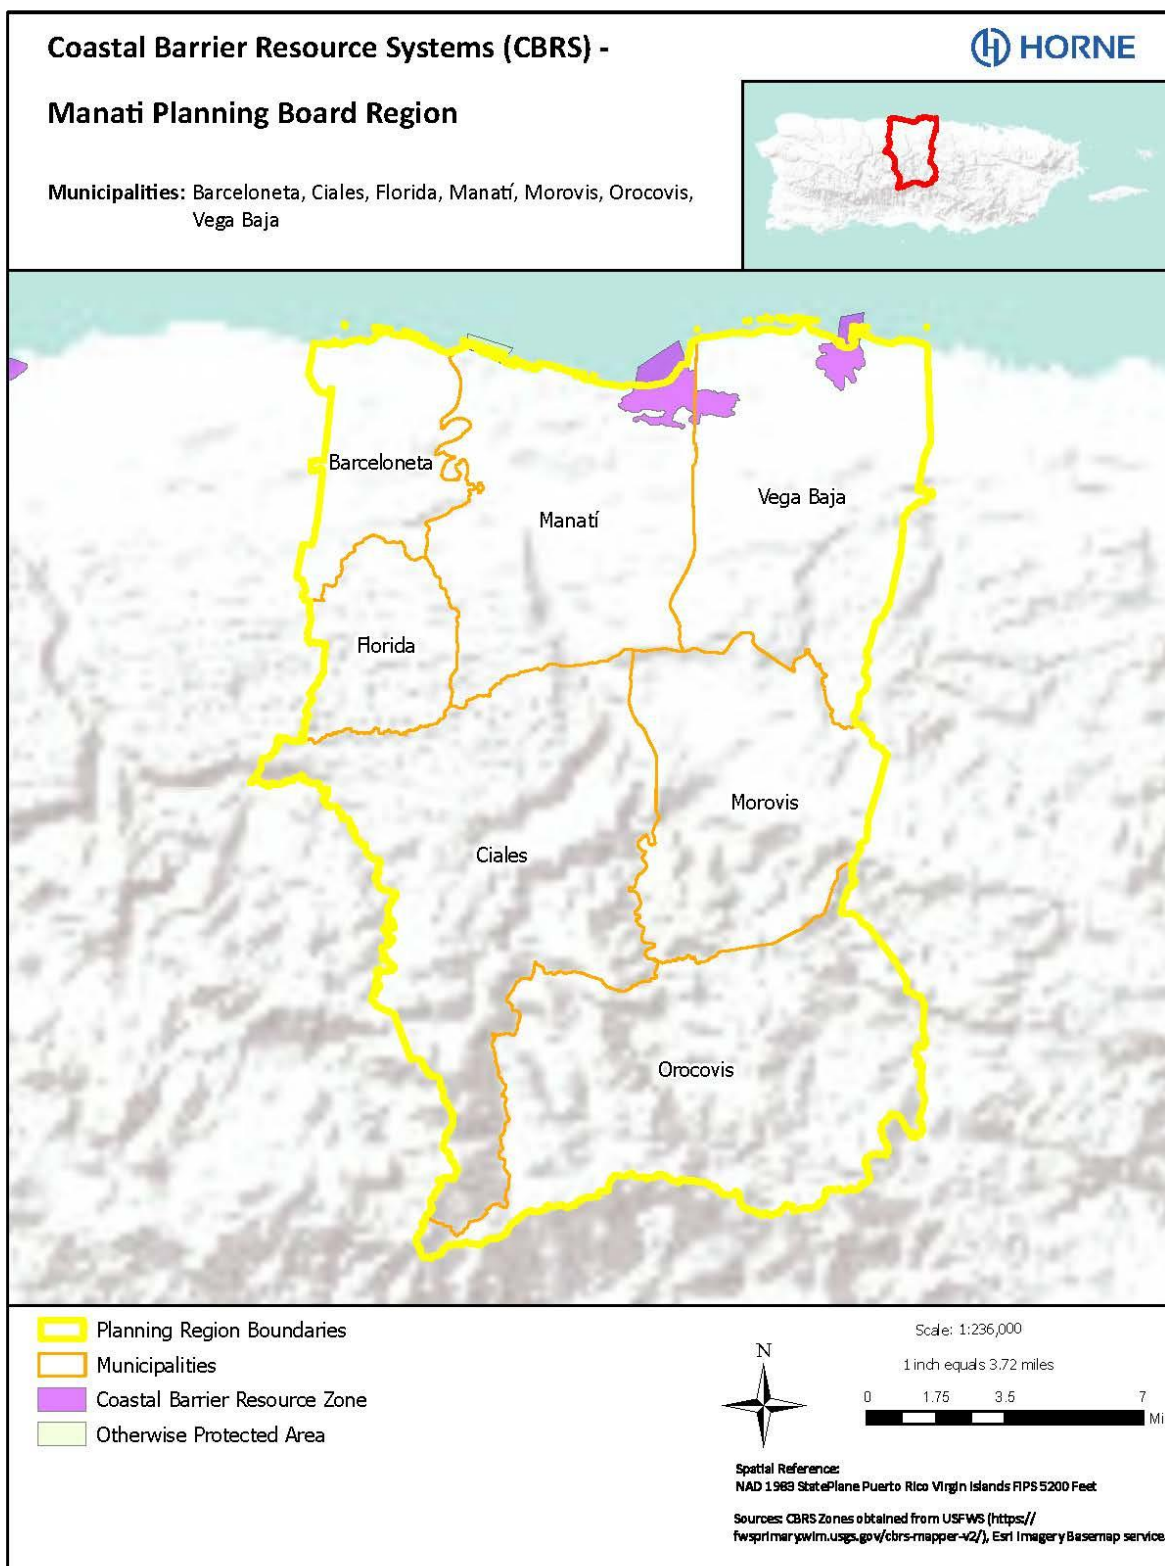 Coastal Barrier Resource Systems (CBRS) -
HORNE
Manati Planning Board Region
Municipalities: Barceloneta, Ciales, Florida, Manatí, Morovis, Orocovis,
Vega Baja
Barceloneta
Vega Baja
Manatí
Florida
Morovis
Ciales
Orocovis
Planning Region Boundaries
Municipalities
Coastal Barrier Resource Zone
Otherwise Protected Area
N
Scale: 1:236,000
1 inch equals 3.72 miles
0 1.75 3.5 7
Mi
Spatial Reference:
NAD 1983 StatePlane Puerto Rico Virgin Islands FIPS 5200 Feet
Sources: CBRS Zones obtained from USFWS (https://
fwsprimary.wim.usgs.gov/cbrs-mapper-v2/), Esri Imagery Basemap service